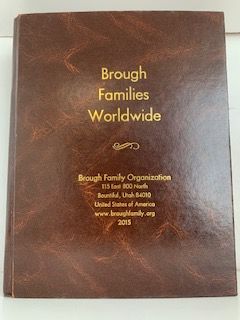 Brough
Families
Worldwide
Brough Family Organization
115 East 800 North
Bountiful, Utah 84010
United States of America
www.broughfamily.org
2015